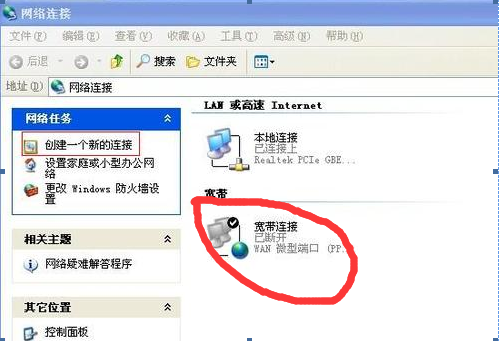 网络连接
文件(F) 编辑(E) 查看(V) 收藏(A) 工具(T) 高级(N) 帮助(H)
后退 搜索 文件夹
地址(D) 网络连接
网络任务
创建一个新的连接
设置家庭或小型办公网
络
更改 Windows 防火墙设
置
相关主题
网络疑难解答程序
其它位置
控制面板
LAN 或高速 Internet
本地连接
已连接上
Realtek PCIe GBE...
宽带
宽带连接
已断开
WAN 微型端口 (PP...